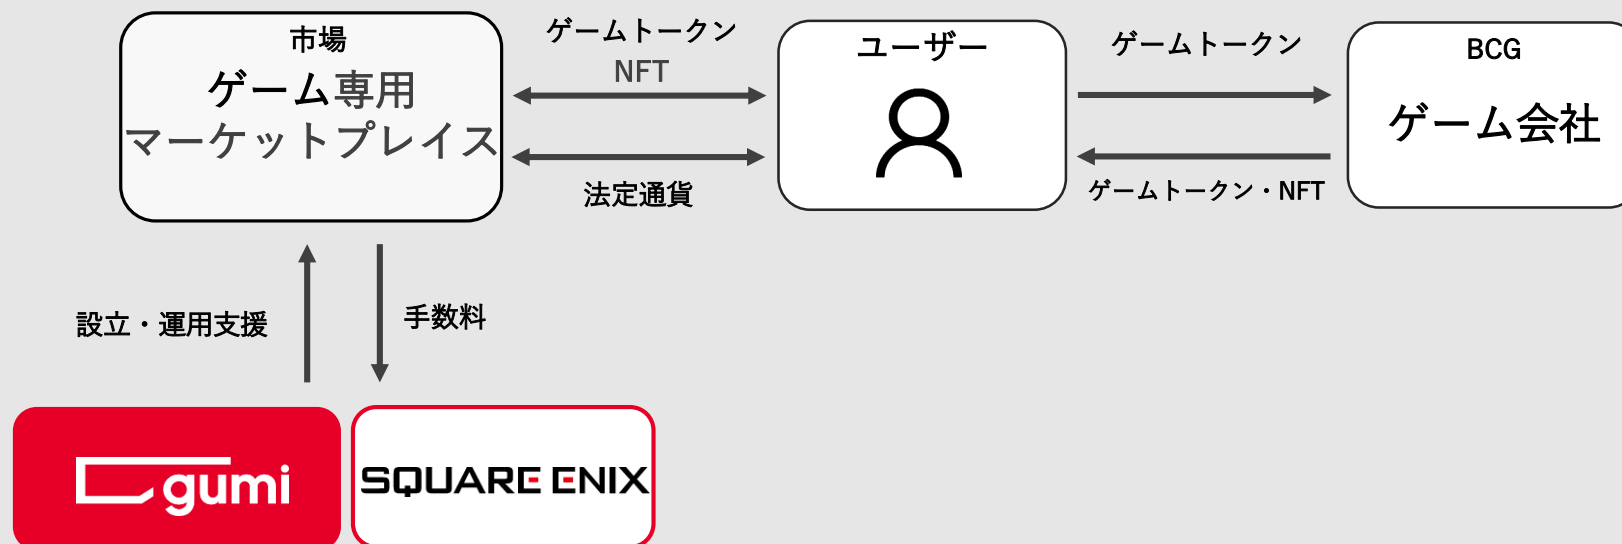 市場
ゲーム専用
マーケットプレイス
ゲームトークン
NFT
法定通貨
ユーザー
ゲームトークン
ゲームトークン・NFT
BCG
ゲーム会社
設立・運用支援
手数料
gumi
SQUARE ENIX